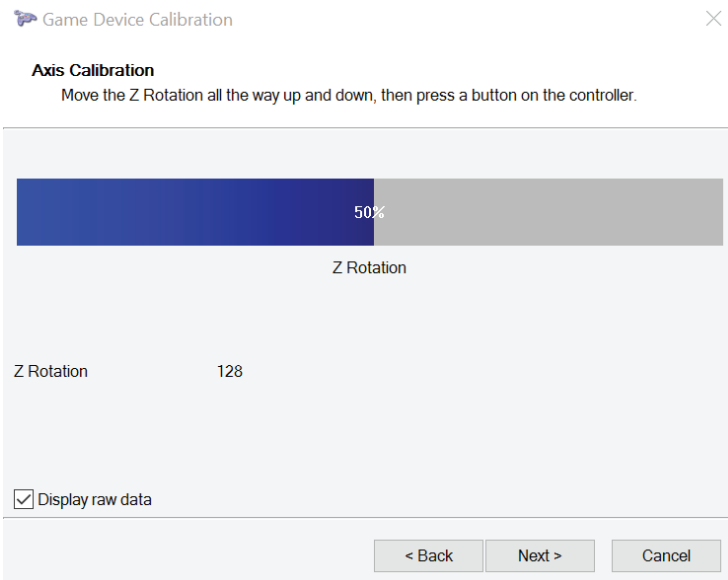 Game Device Calibration
Axis Calibration
Move the Z Rotation all the way up and down, then press a button on the controller.
50%
Z Rotation
Z Rotation 128
Display raw data
< Back Next > Cancel